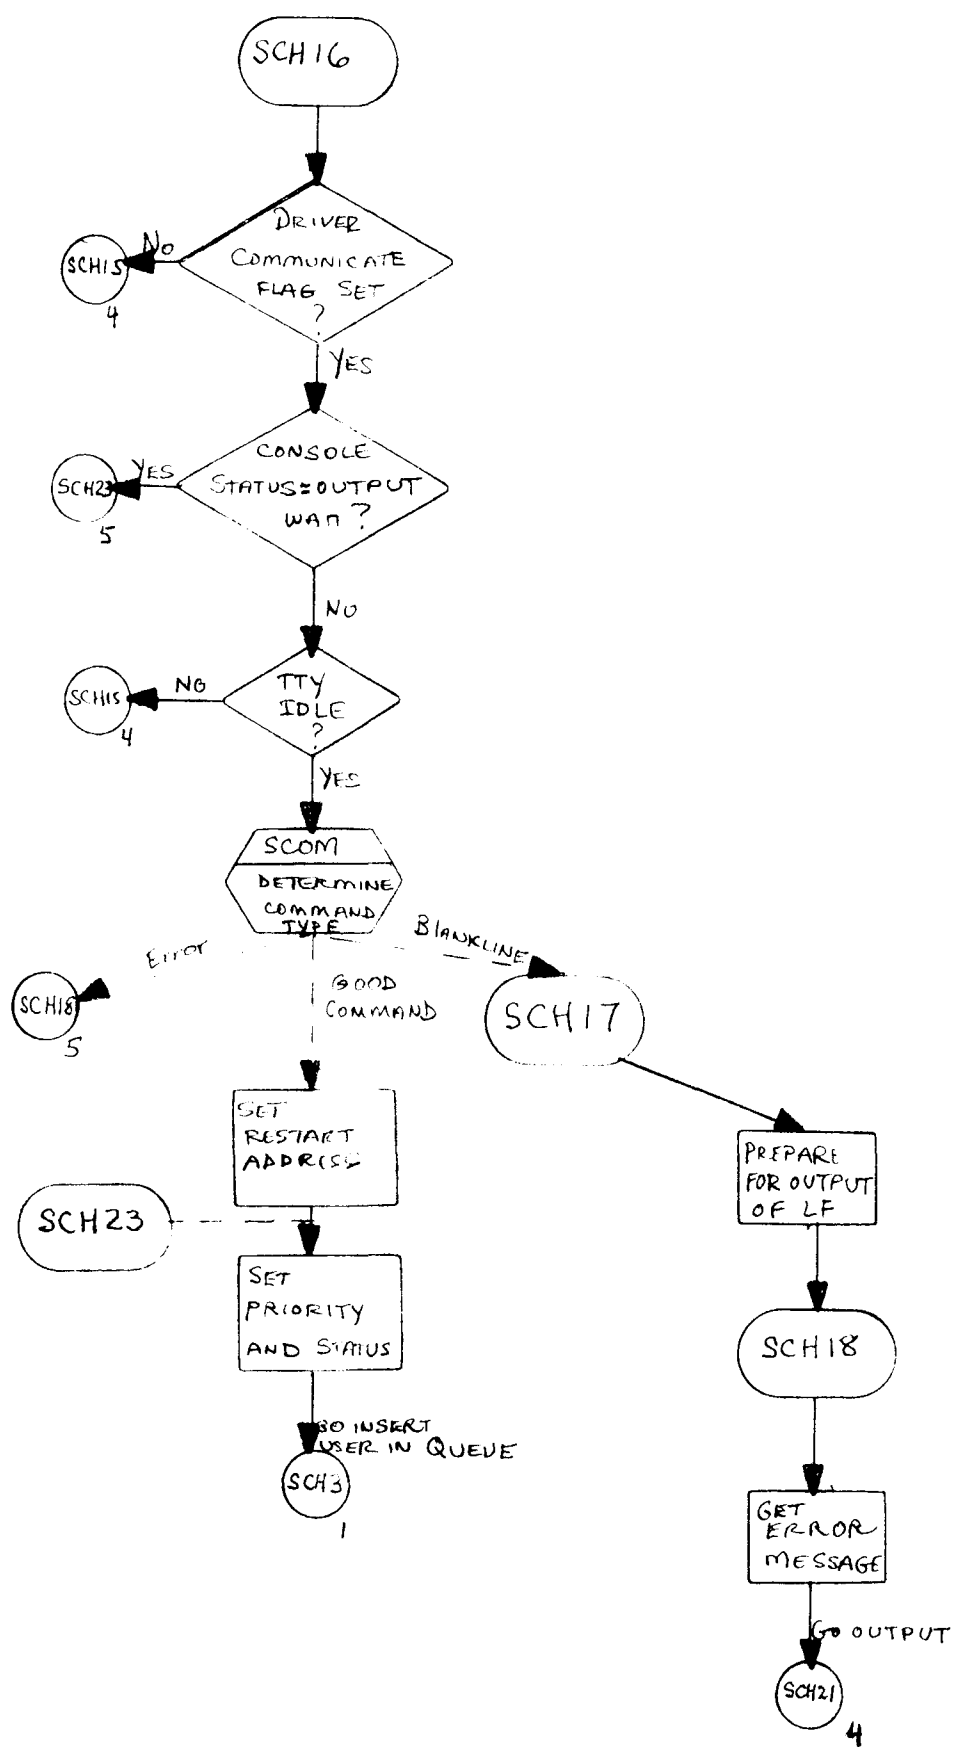 SCH16
DRIVER
COMMUNICATE
FLAG SET
?
NO
SCH15
4
YES
CONSOLE
STATUS=OUTPUT
WAIT?
YES
SCH23
5
NO
TTY
IDLE
?
NO
SCH15
4
YES
SCOM
DETERMINE
COMMAND
TYPE
Error
SCH18
5
GOOD
COMMAND
BLANKLINE
SCH17
SET
RESTART
ADDRESS
PREPARE
FOR OUTPUT
OF LF
SCH23
SET
PRIORITY
AND STATUS
SCH18
GO INSERT
USER IN QUEUE
SCH3
1
GET
ERROR
MESSAGE
GO OUTPUT
SCH21
4